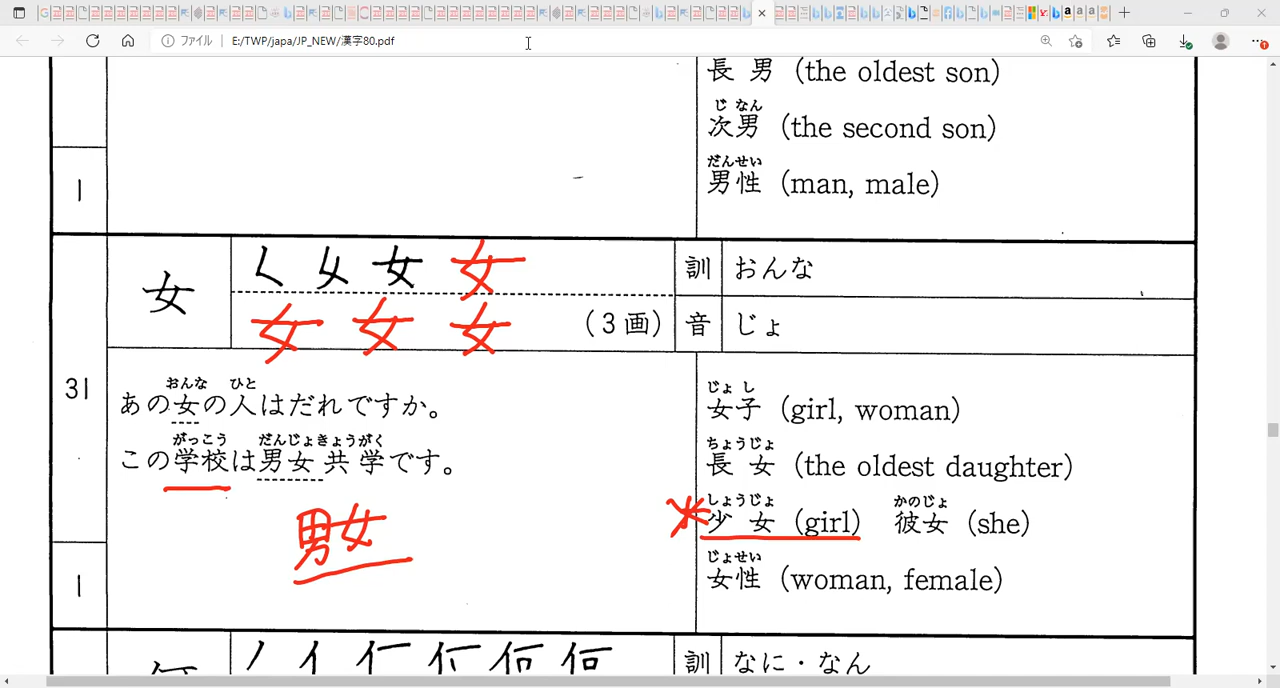 ファイル E:/TWP/japa/JP_NEW/漢字80.pdf
長男 (the oldest son)
じ なん
次男 (the second son)
だんせい
男性 (man, male)
1
女 く 女 女 女
女 女 女 (3画)
訓 おんな
音 じょ
31
おんな ひと
あの女の人はだれですか。
がっこう だんじょきょうがく
この学校は男女共学です。
男女
じょ し
女子 (girl, woman)
ちょうじょ
長女 (the oldest daughter)
しょうじょ かのじょ
少女 (girl) 彼女 (she)
じょせい
女性 (woman, female)
1
訓 なに・なん